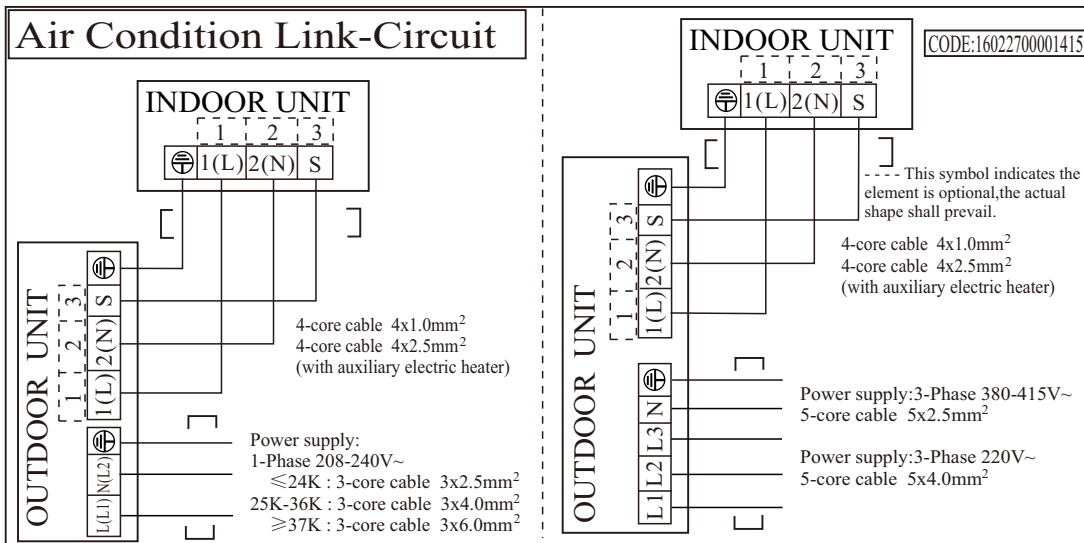 Air Condition Link-Circuit
INDOOR UNIT
1 2 3
1(L) 2(N) S
OUTDOOR UNIT
3 S
2 2(N)
1 1(L)
N(L2)
L(L1)
4-core cable 4x1.0mm²
4-core cable 4x2.5mm²
(with auxiliary electric heater)
Power supply:
1-Phase 208-240V~
≤24K : 3-core cable 3x2.5mm²
25K-36K : 3-core cable 3x4.0mm²
≥37K : 3-core cable 3x6.0mm²
INDOOR UNIT
CODE:16022700001415
1 2 3
1(L) 2(N) S
OUTDOOR UNIT
3 S
2 2(N)
1 1(L)
N
L3
L2
L1
---- This symbol indicates the
element is optional,the actual
shape shall prevail.
4-core cable 4x1.0mm²
4-core cable 4x2.5mm²
(with auxiliary electric heater)
Power supply:3-Phase 380-415V~
5-core cable 5x2.5mm²
Power supply:3-Phase 220V~
5-core cable 5x4.0mm²